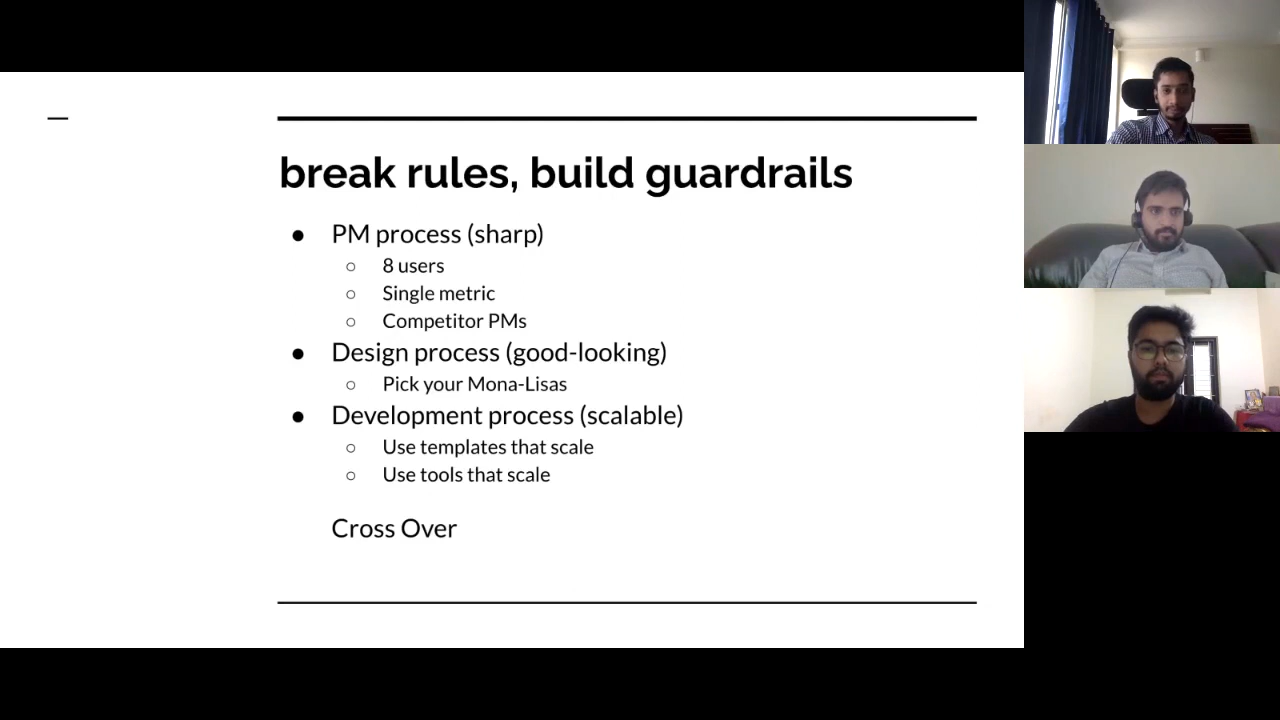 break rules, build guardrails
● PM process (sharp)
○ 8 users
○ Single metric
○ Competitor PMs
● Design process (good-looking)
○ Pick your Mona-Lisas
● Development process (scalable)
○ Use templates that scale
○ Use tools that scale
Cross Over